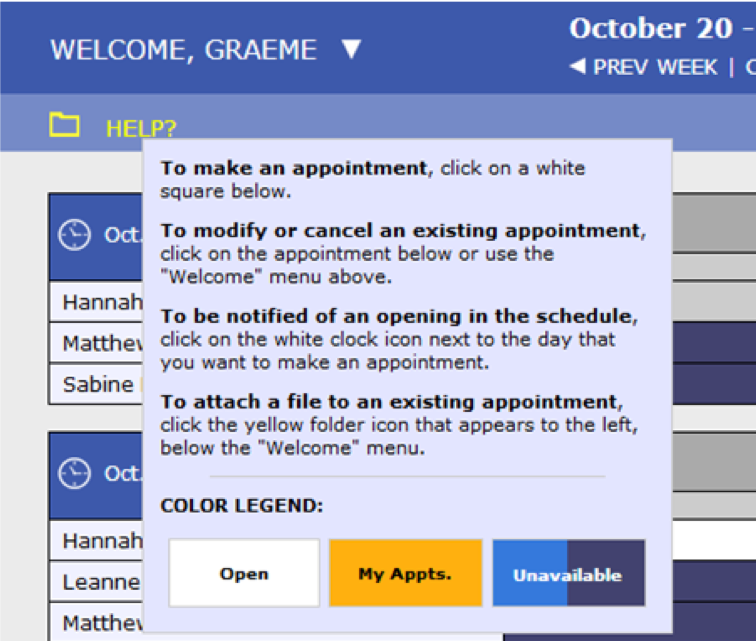 WELCOME, GRAEME ▼
October 20 –
◄ PREV WEEK |
HELP?
To make an appointment, click on a white
square below.
To modify or cancel an existing appointment,
click on the appointment below or use the
"Welcome" menu above.
To be notified of an opening in the schedule,
click on the white clock icon next to the day that
you want to make an appointment.
To attach a file to an existing appointment,
click the yellow folder icon that appears to the left,
below the "Welcome" menu.
COLOR LEGEND:
Open
My Appts.
Unavailable
Oct.
Hannah
Matthew
Sabine
Oct.
Hannah
Leanne
Matthew